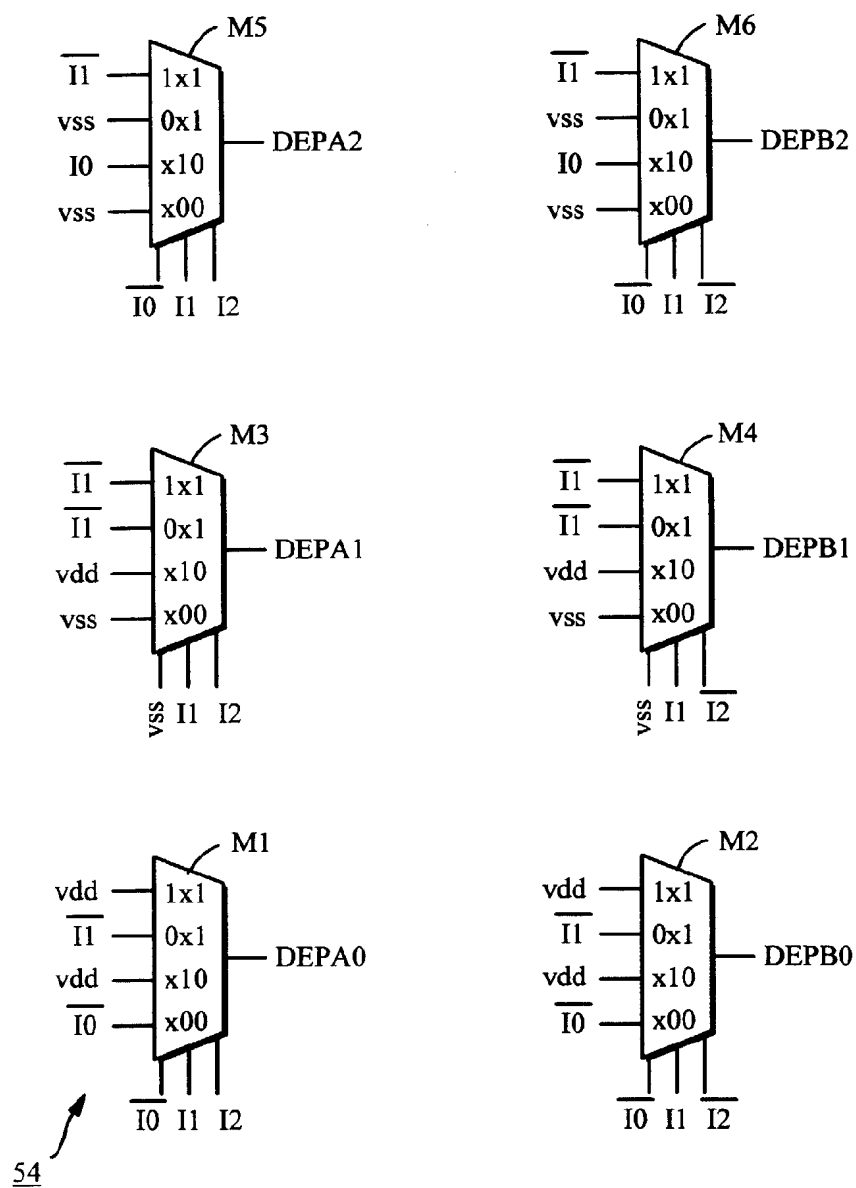 M5
I1 1x1
vss 0x1
DEPA2
I0 x10
vss x00
I0 I1 I2
M6
I1 1x1
vss 0x1
DEPB2
I0 x10
vss x00
I0 I1 I2
M3
I1 1x1
I1 0x1
DEPA1
vdd x10
vss x00
vss I1 I2
M4
I1 1x1
I1 0x1
DEPB1
vdd x10
vss x00
vss I1 I2
M1
vdd 1x1
I1 0x1
DEPA0
vdd x10
I0 x00
I0 I1 I2
M2
vdd 1x1
I1 0x1
DEPB0
vdd x10
I0 x00
I0 I1 I2
54